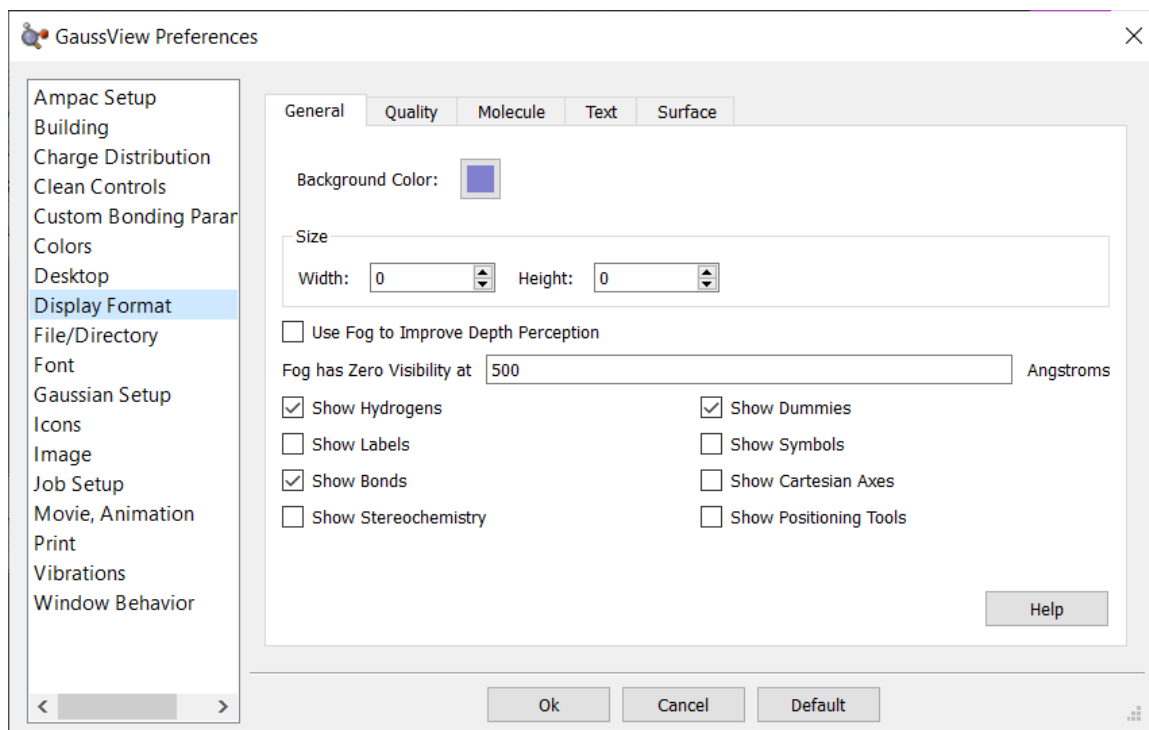 GaussView Preferences
Ampac Setup
Building
Charge Distribution
Clean Controls
Custom Bonding Parar
Colors
Desktop
Display Format
File/Directory
Font
Gaussian Setup
Icons
Image
Job Setup
Movie, Animation
Print
Vibrations
Window Behavior
General Quality Molecule Text Surface
Background Color:
Size
Width: 0 Height: 0
Use Fog to Improve Depth Perception
Fog has Zero Visibility at 500 Angstroms
Show Hydrogens Show Dummies
Show Labels Show Symbols
Show Bonds Show Cartesian Axes
Show Stereochemistry Show Positioning Tools
Help
Ok Cancel Default